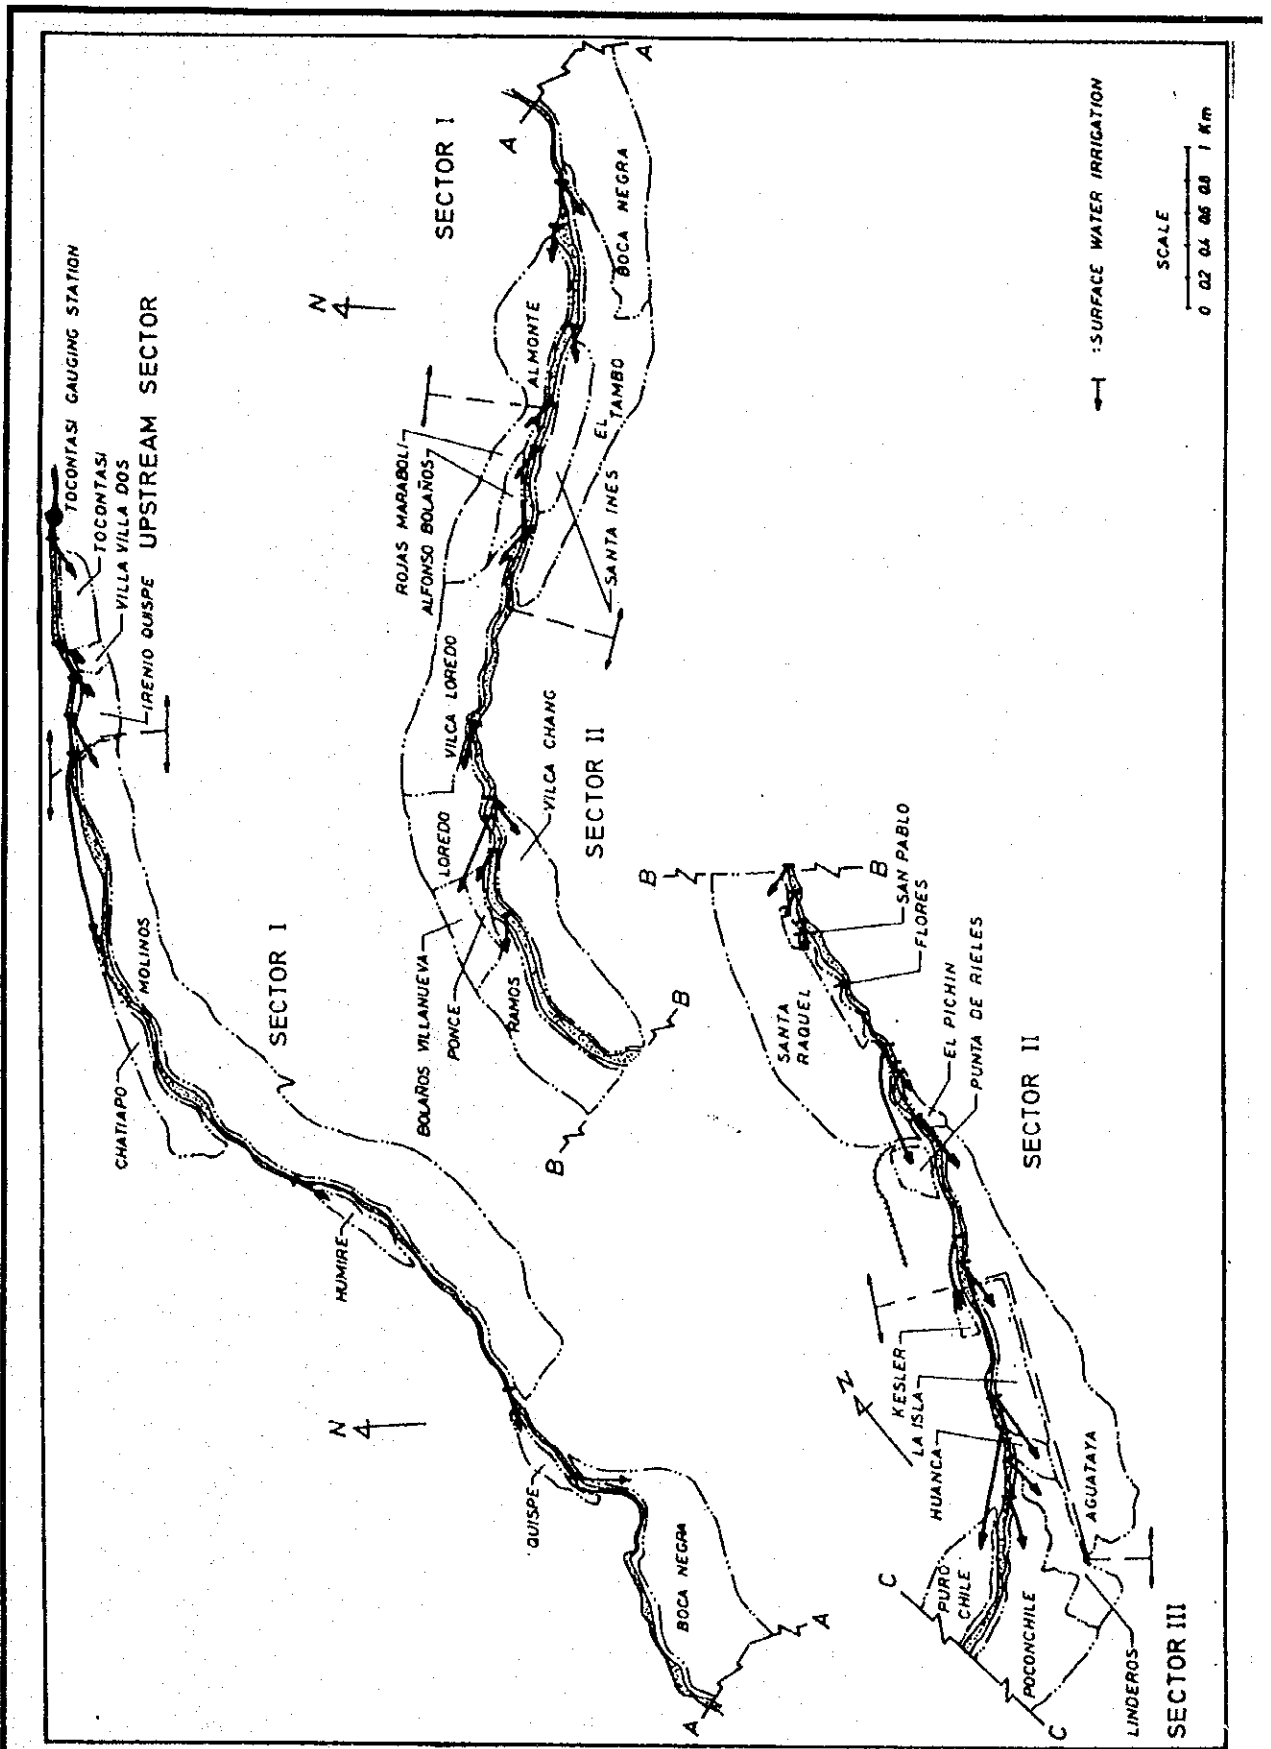 TOCONTASI GAUGING STATION
TOCONTASI
VILLA VILLA DOS
IRENIO QUISPE
UPSTREAM SECTOR
MOLINOS
CHATIAPO
SECTOR I
HUMIRE
N
QUISPE
BOCA NEGRA
A
A
N
SECTOR I
A
A
BOCA NEGRA
ALMONTE
EL TAMBO
ROJAS MARABOLI
ALFONSO BOLAÑOS
SANTA INES
VILCA LOREDO
VILCA CHANG
SECTOR II
LOREDO
BOLAÑOS VILLANUEVA
PONCE
RAMOS
B
B
B
B
SAN PABLO
FLORES
SANTA
RAQUEL
EL PICHIN
PUNTA DE RIELES
SECTOR II
N
KESLER
LA ISLA
HUANCA
AGUATAYA
PURO
CHILE
POCONCHILE
LINDEROS
C
C
SECTOR III
: SURFACE WATER IRRIGATION
SCALE
0 0.2 0.4 0.6 0.8 1 Km